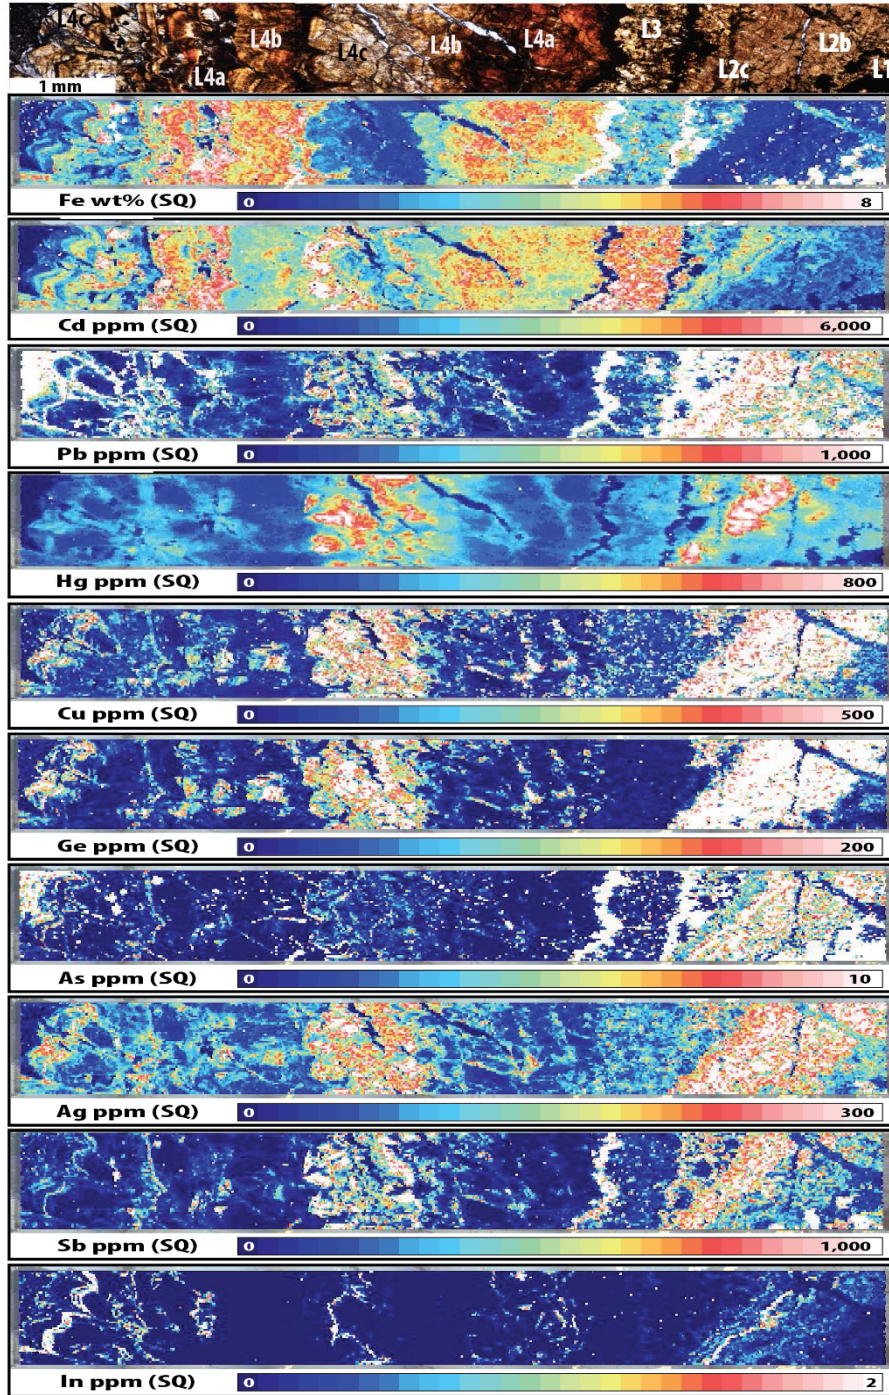 L4c L4b L4c L4b L4a L3 L2b
L4a L2c L1
1 mm
Fe wt% (SQ) 0 8
Cd ppm (SQ) 0 6,000
Pb ppm (SQ) 0 1,000
Hg ppm (SQ) 0 800
Cu ppm (SQ) 0 500
Ge ppm (SQ) 0 200
As ppm (SQ) 0 10
Ag ppm (SQ) 0 300
Sb ppm (SQ) 0 1,000
In ppm (SQ) 0 2